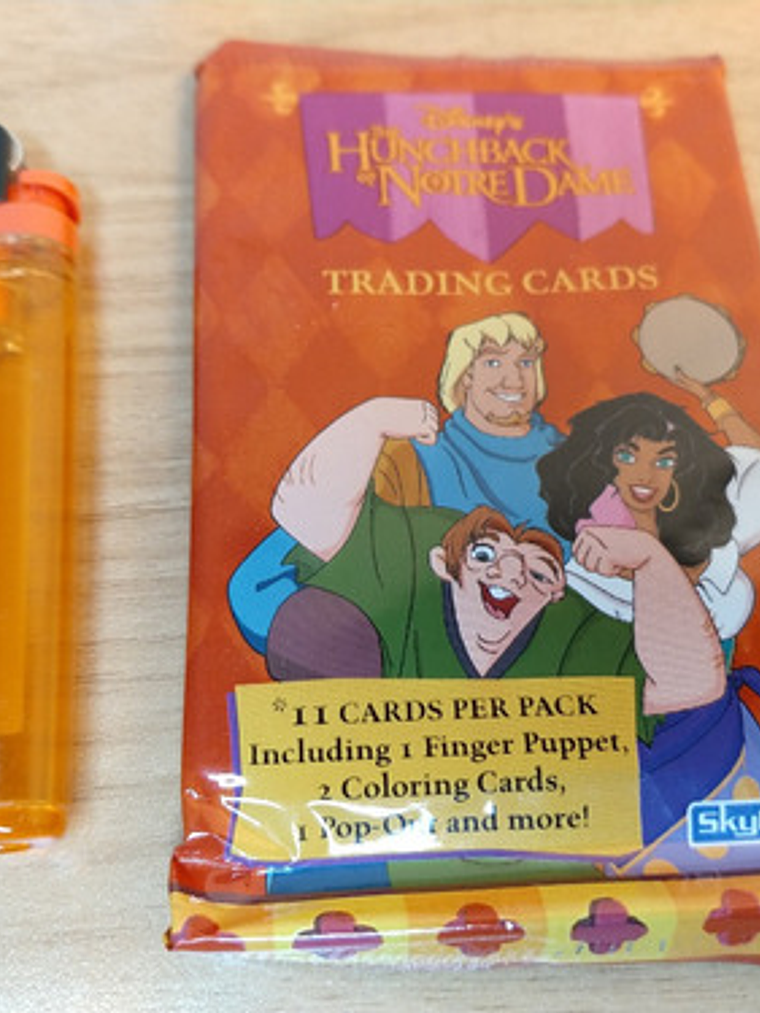 Disney's
THE
HUNCHBACK
OF NOTRE DAME
TRADING CARDS
*11 CARDS PER PACK
Including 1 Finger Puppet,
2 Coloring Cards,
1 Pop-Out and more!
Sky